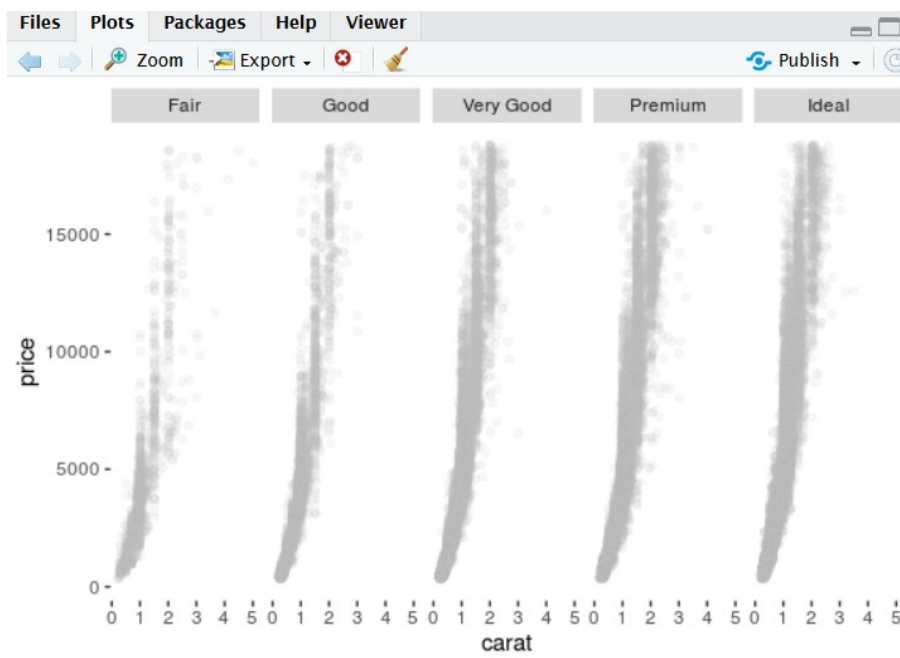 Files Plots Packages Help Viewer
Zoom Export Publish
Fair Good Very Good Premium Ideal
15000
10000
5000
0
price
0 1 2 3 4 5 0 1 2 3 4 5 0 1 2 3 4 5 0 1 2 3 4 5 0 1 2 3 4 5
carat